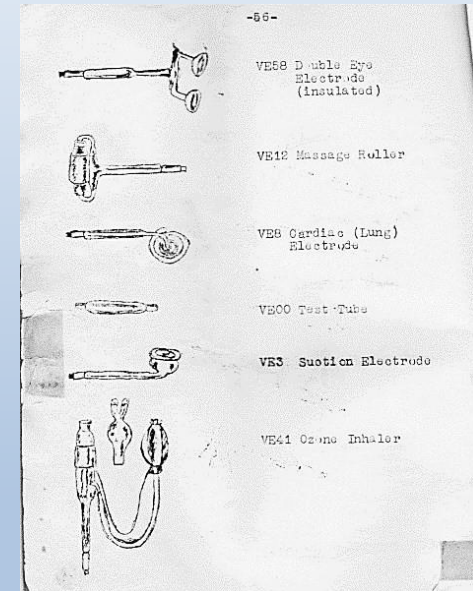 -56-
VE58 Double Eye
Electrode
(insulated)
VE12 Massage Roller
VE8 Cardiac (Lung)
Electrode
VE00 Test Tube
VE3 Suction Electrode
VE41 Ozone Inhaler